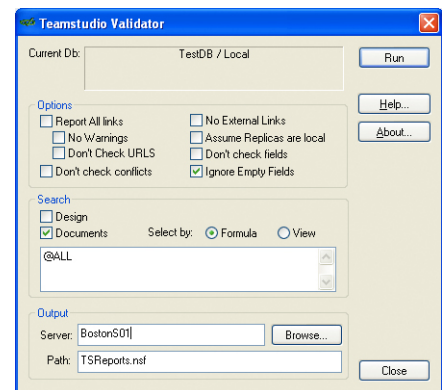 Teamstudio Validator
Current Db: TestDB / Local Run
Options Help...
Report All links No External Links
No Warnings Assume Replicas are local About...
Don't Check URLS Don't check fields
Don't check conflicts Ignore Empty Fields
Search
Design
Documents Select by: Formula View
@ALL
Output
Server: BostonS01 Browse...
Path: TSReports.nsf Close